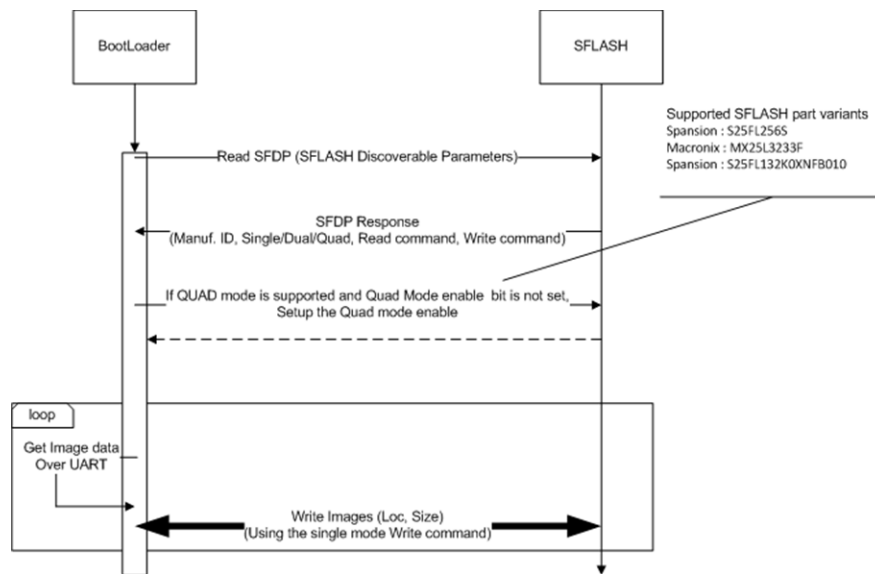 BootLoader
SFLASH
Supported SFLASH part variants
Spansion : S25FL256S
Macronix : MX25L3233F
Spansion : S25FL132K0XNFB010
Read SFDP (SFLASH Discoverable Parameters)
SFDP Response
(Manuf. ID, Single/Dual/Quad, Read command, Write command)
If QUAD mode is supported and Quad Mode enable bit is not set,
Setup the Quad mode enable
loop
Get Image data
Over UART
Write Images (Loc, Size)
(Using the single mode Write command)